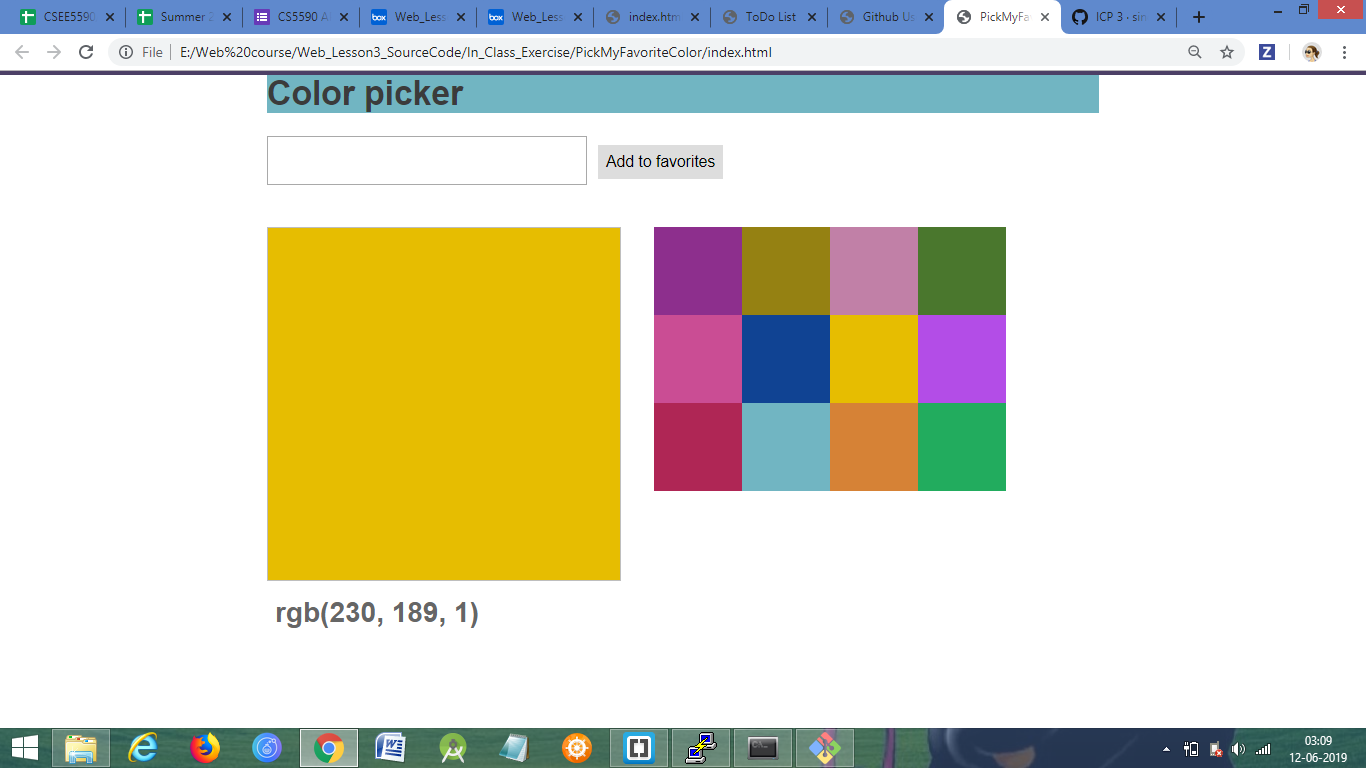 CSEE5590
Summer 2
CS5590 A
Web_Less
Web_Less
index.htm
ToDo List
Github Us
PickMyFa
ICP 3 · sin
File
E:/Web%20course/Web_Lesson3_SourceCode/In_Class_Exercise/PickMyFavoriteColor/index.html
Z
Color picker
Add to favorites
rgb(230, 189, 1)
03:09
12-06-2019